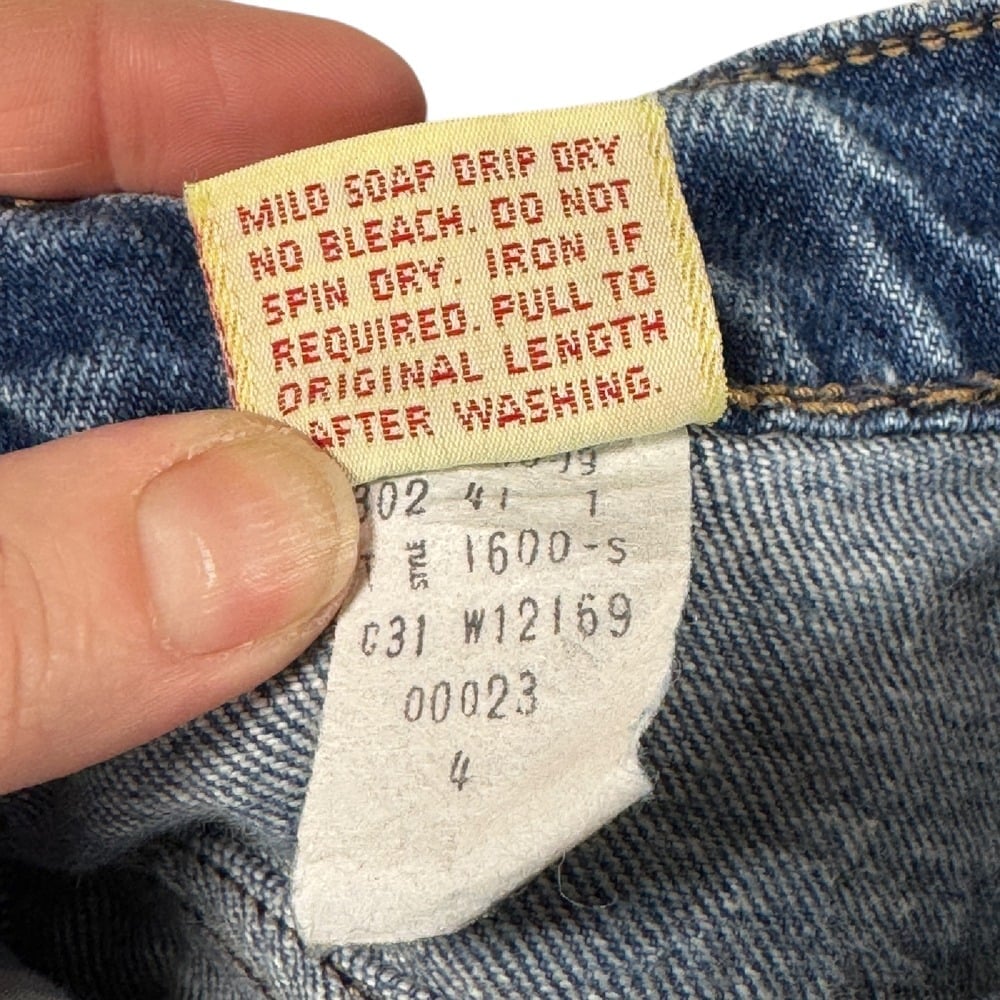 MILD SOAP DRIP DRY
NO BLEACH. DO NOT
SPIN DRY. IRON IF
REQUIRED. PULL TO
ORIGINAL LENGTH
AFTER WASHING.
302 41 1
STYLE 1600-S
C31 W12169
00023
4